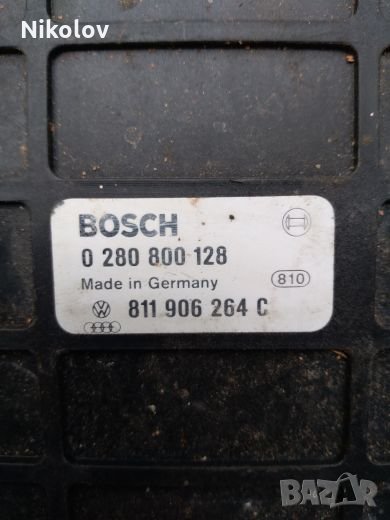 Nikolov
BOSCH
0 280 800 128
Made in Germany
810
811 906 264 C
BAZAR